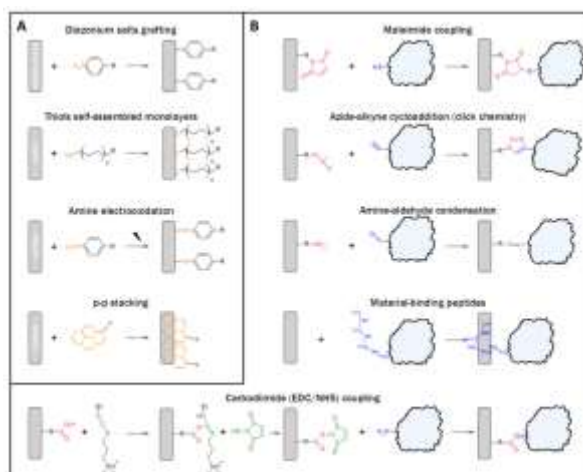 A
Diazonium salts grafting
Thiols self-assembled monolayers
Amine electrooxidation
p-p stacking
B
Maleimide coupling
Azide-alkyne cycloaddition (click chemistry)
Amine-aldehyde condensation
Material-binding peptides
Carbodiimide (EDC/NHS) coupling